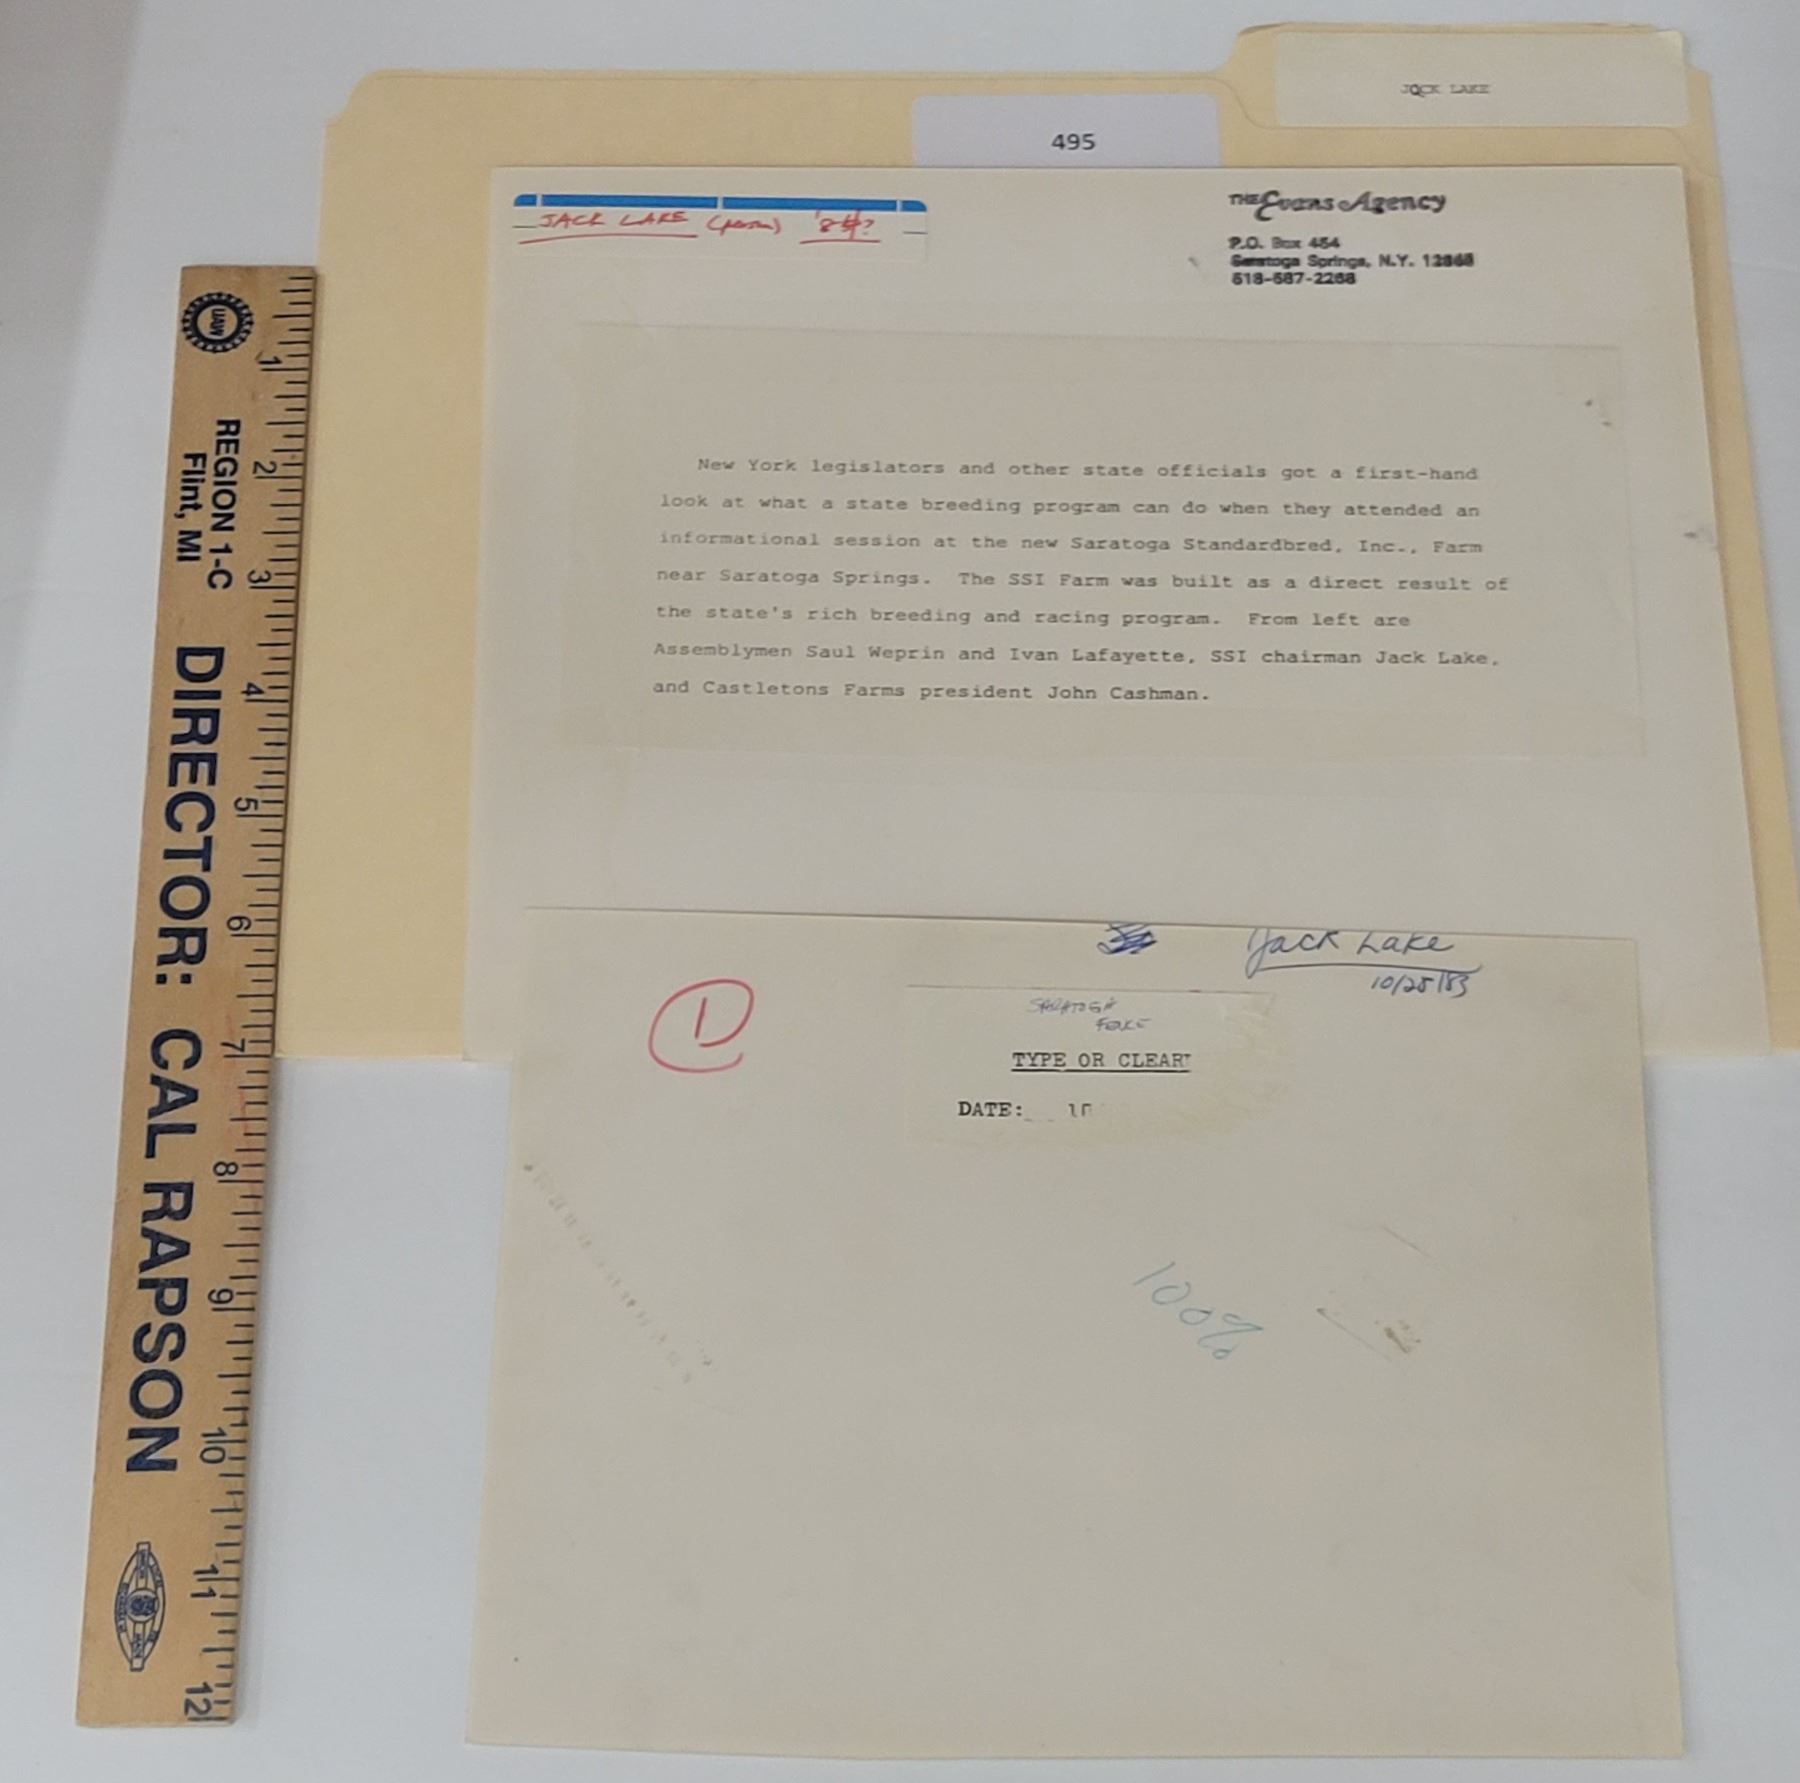 JACK LAKE
495
THE Evans Agency
P.O. Box 454
Saratoga Springs, N.Y. 12866
518-587-2268
JACK LAKE (person) '84?
New York legislators and other state officials got a first-hand
look at what a state breeding program can do when they attended an
informational session at the new Saratoga Standardbred, Inc., Farm
near Saratoga Springs. The SSI Farm was built as a direct result of
the state's rich breeding and racing program. From left are
Assemblymen Saul Weprin and Ivan Lafayette, SSI chairman Jack Lake,
and Castletons Farms president John Cashman.
Jack Lake
10/25/83
1
SARATOGA
TYPE OR CLEAR
DATE: 10
100%
UAW
REGION 1-C
Flint, MI
DIRECTOR: CAL RAPSON
1
2
3
4
5
6
7
8
9
10
11
12